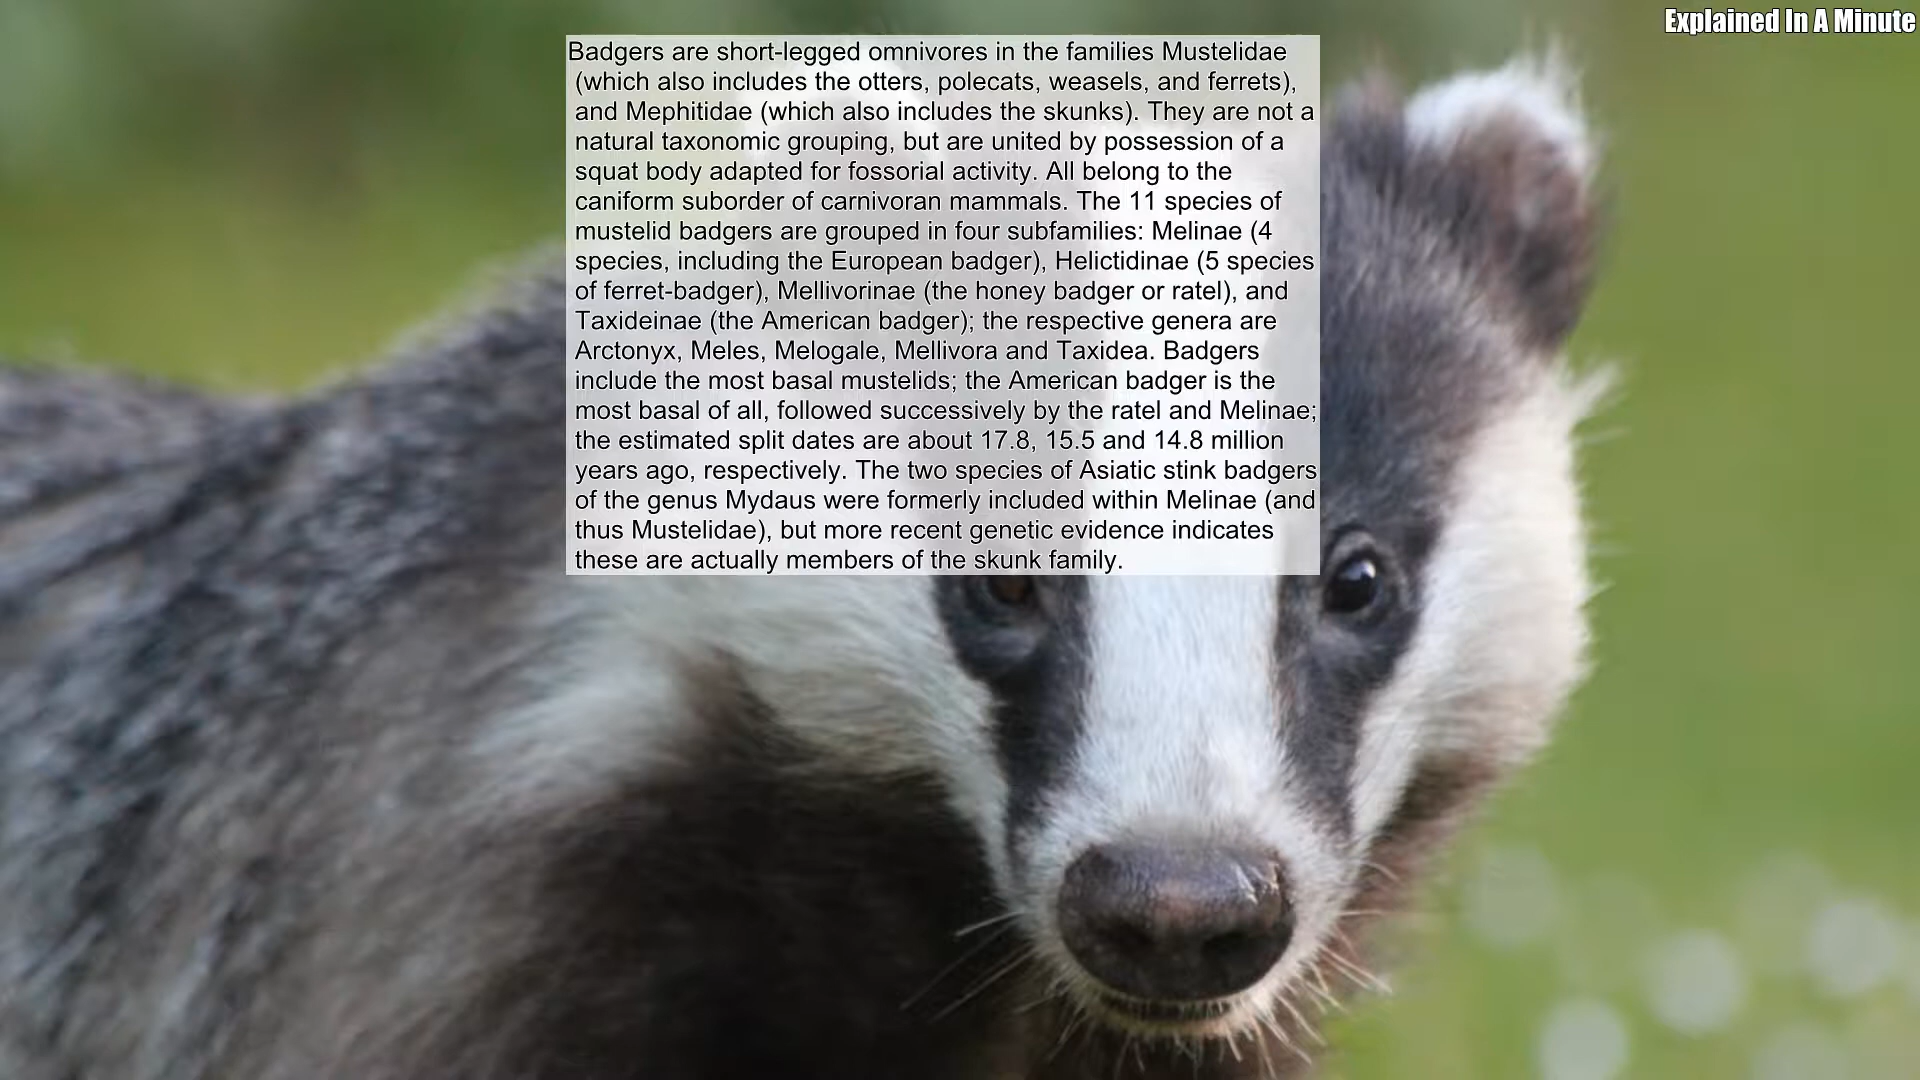 Explained In A Minute
Badgers are short-legged omnivores in the families Mustelidae
(which also includes the otters, polecats, weasels, and ferrets),
and Mephitidae (which also includes the skunks). They are not a
natural taxonomic grouping, but are united by possession of a
squat body adapted for fossorial activity. All belong to the
caniform suborder of carnivoran mammals. The 11 species of
mustelid badgers are grouped in four subfamilies: Melinae (4
species, including the European badger), Helictidinae (5 species
of ferret-badger), Mellivorinae (the honey badger or ratel), and
Taxideinae (the American badger); the respective genera are
Arctonyx, Meles, Melogale, Mellivora and Taxidea. Badgers
include the most basal mustelids; the American badger is the
most basal of all, followed successively by the ratel and Melinae;
the estimated split dates are about 17.8, 15.5 and 14.8 million
years ago, respectively. The two species of Asiatic stink badgers
of the genus Mydaus were formerly included within Melinae (and
thus Mustelidae), but more recent genetic evidence indicates
these are actually members of the skunk family.